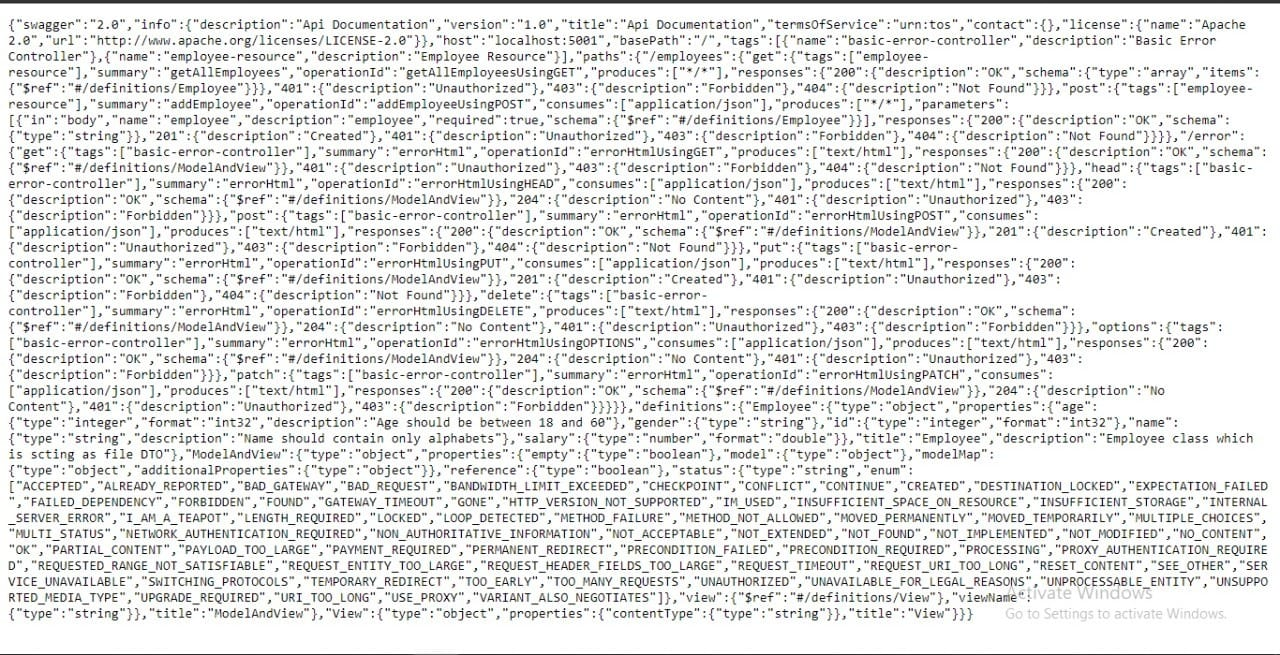 {"swagger":"2.0","info":{"description":"Api Documentation","version":"1.0","title":"Api Documentation","termsOfService":"urn:tos","contact":{},"license":{"name":"Apache
2.0","url":"http://www.apache.org/licenses/LICENSE-2.0"}},"host":"localhost:5001","basePath":"/","tags":[{"name":"basic-error-controller","description":"Basic Error
Controller"},{"name":"employee-resource","description":"Employee Resource"}],"paths":{"/employees":{"get":{"tags":["employee-
resource"],"summary":"getAllEmployees","operationId":"getAllEmployeesUsingGET","produces":["*/*"],"responses":{"200":{"description":"OK","schema":{"type":"array","items":
{"$ref":"#/definitions/Employee"}}},"401":{"description":"Unauthorized"},"403":{"description":"Forbidden"},"404":{"description":"Not Found"}}},"post":{"tags":["employee-
resource"],"summary":"addEmployee","operationId":"addEmployeeUsingPOST","consumes":["application/json"],"produces":["*/*"],"parameters":
[{"in":"body","name":"employee","description":"employee","required":true,"schema":{"$ref":"#/definitions/Employee"}}],"responses":{"200":{"description":"OK","schema":
{"type":"string"}},"201":{"description":"Created"},"401":{"description":"Unauthorized"},"403":{"description":"Forbidden"},"404":{"description":"Not Found"}}}},"/error":
{"get":{"tags":["basic-error-controller"],"summary":"errorHtml","operationId":"errorHtmlUsingGET","produces":["text/html"],"responses":{"200":{"description":"OK","schema":
{"$ref":"#/definitions/ModelAndView"}},"401":{"description":"Unauthorized"},"403":{"description":"Forbidden"},"404":{"description":"Not Found"}}},"head":{"tags":["basic-
error-controller"],"summary":"errorHtml","operationId":"errorHtmlUsingHEAD","consumes":["application/json"],"produces":["text/html"],"responses":{"200":
{"description":"OK","schema":{"$ref":"#/definitions/ModelAndView"}},"204":{"description":"No Content"},"401":{"description":"Unauthorized"},"403":
{"description":"Forbidden"}}},"post":{"tags":["basic-error-controller"],"summary":"errorHtml","operationId":"errorHtmlUsingPOST","consumes":
["application/json"],"produces":["text/html"],"responses":{"200":{"description":"OK","schema":{"$ref":"#/definitions/ModelAndView"}},"201":{"description":"Created"},"401":
{"description":"Unauthorized"},"403":{"description":"Forbidden"},"404":{"description":"Not Found"}}},"put":{"tags":["basic-error-
controller"],"summary":"errorHtml","operationId":"errorHtmlUsingPUT","consumes":["application/json"],"produces":["text/html"],"responses":{"200":
{"description":"OK","schema":{"$ref":"#/definitions/ModelAndView"}},"201":{"description":"Created"},"401":{"description":"Unauthorized"},"403":
{"description":"Forbidden"},"404":{"description":"Not Found"}}},"delete":{"tags":["basic-error-
controller"],"summary":"errorHtml","operationId":"errorHtmlUsingDELETE","produces":["text/html"],"responses":{"200":{"description":"OK","schema":
{"$ref":"#/definitions/ModelAndView"}},"204":{"description":"No Content"},"401":{"description":"Unauthorized"},"403":{"description":"Forbidden"}}},"options":{"tags":
["basic-error-controller"],"summary":"errorHtml","operationId":"errorHtmlUsingOPTIONS","consumes":["application/json"],"produces":["text/html"],"responses":{"200":
{"description":"OK","schema":{"$ref":"#/definitions/ModelAndView"}},"204":{"description":"No Content"},"401":{"description":"Unauthorized"},"403":
{"description":"Forbidden"}}},"patch":{"tags":["basic-error-controller"],"summary":"errorHtml","operationId":"errorHtmlUsingPATCH","consumes":
["application/json"],"produces":["text/html"],"responses":{"200":{"description":"OK","schema":{"$ref":"#/definitions/ModelAndView"}},"204":{"description":"No
Content"},"401":{"description":"Unauthorized"},"403":{"description":"Forbidden"}}}}},"definitions":{"Employee":{"type":"object","properties":{"age":
{"type":"integer","format":"int32","description":"Age should be between 18 and 60"},"gender":{"type":"string"},"id":{"type":"integer","format":"int32"},"name":
{"type":"string","description":"Name should contain only alphabets"},"salary":{"type":"number","format":"double"}},"title":"Employee","description":"Employee class which
is scting as file DTO"},"ModelAndView":{"type":"object","properties":{"empty":{"type":"boolean"},"model":{"type":"object"},"modelMap":
{"type":"object","additionalProperties":{"type":"object"}},"reference":{"type":"boolean"},"status":{"type":"string","enum":
["ACCEPTED","ALREADY_REPORTED","BAD_GATEWAY","BAD_REQUEST","BANDWIDTH_LIMIT_EXCEEDED","CHECKPOINT","CONFLICT","CONTINUE","CREATED","DESTINATION_LOCKED","EXPECTATION_FAILED
","FAILED_DEPENDENCY","FORBIDDEN","FOUND","GATEWAY_TIMEOUT","GONE","HTTP_VERSION_NOT_SUPPORTED","IM_USED","INSUFFICIENT_SPACE_ON_RESOURCE","INSUFFICIENT_STORAGE","INTERNAL
_SERVER_ERROR","I_AM_A_TEAPOT","LENGTH_REQUIRED","LOCKED","LOOP_DETECTED","METHOD_FAILURE","METHOD_NOT_ALLOWED","MOVED_PERMANENTLY","MOVED_TEMPORARILY","MULTIPLE_CHOICES",
"MULTI_STATUS","NETWORK_AUTHENTICATION_REQUIRED","NON_AUTHORITATIVE_INFORMATION","NOT_ACCEPTABLE","NOT_EXTENDED","NOT_FOUND","NOT_IMPLEMENTED","NOT_MODIFIED","NO_CONTENT",
"OK","PARTIAL_CONTENT","PAYLOAD_TOO_LARGE","PAYMENT_REQUIRED","PERMANENT_REDIRECT","PRECONDITION_FAILED","PRECONDITION_REQUIRED","PROCESSING","PROXY_AUTHENTICATION_REQUIRE
D","REQUESTED_RANGE_NOT_SATISFIABLE","REQUEST_ENTITY_TOO_LARGE","REQUEST_HEADER_FIELDS_TOO_LARGE","REQUEST_TIMEOUT","REQUEST_URI_TOO_LONG","RESET_CONTENT","SEE_OTHER","SER
VICE_UNAVAILABLE","SWITCHING_PROTOCOLS","TEMPORARY_REDIRECT","TOO_EARLY","TOO_MANY_REQUESTS","UNAUTHORIZED","UNAVAILABLE_FOR_LEGAL_REASONS","UNPROCESSABLE_ENTITY","UNSUPPO
RTED_MEDIA_TYPE","UPGRADE_REQUIRED","URI_TOO_LONG","USE_PROXY","VARIANT_ALSO_NEGOTIATES"]},"view":{"$ref":"#/definitions/View"},"viewName":
{"type":"string"}},"title":"ModelAndView"},"View":{"type":"object","properties":{"contentType":{"type":"string"}},"title":"View"}}}
Activate Windows
Go to Settings to activate Windows.